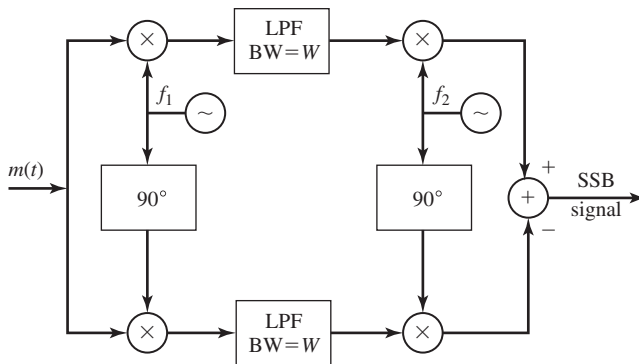 ×
LPF
BW=W
×
f1
~
f2
~
m(t)
90°
90°
+
+
−
SSB
signal
×
LPF
BW=W
×